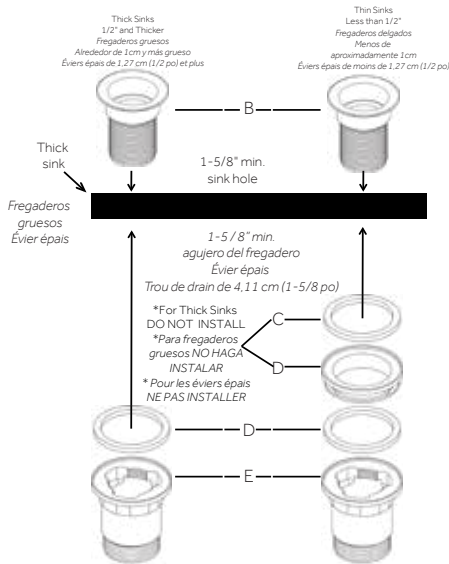 Thick Sinks
1/2" and Thicker
Fregaderos gruesos
Alrededor de 1cm y más grueso
Éviers épais de 1,27 cm (1/2 po) et plus
Thin Sinks
Less than 1/2"
Fregaderos delgados
Menos de
aproximadamente 1cm
Éviers épais de moins de 1,27 cm (1/2 po)
B
Thick
sink
1-5/8" min.
sink hole
Fregaderos
gruesos
Évier épais
1-5 / 8" min.
agujero del fregadero
Évier épais
Trou de drain de 4,11 cm (1-5/8 po)
*For Thick Sinks
DO NOT INSTALL
*Para fregaderos
gruesos NO HAGA
INSTALAR
* Pour les éviers épais
NE PAS INSTALLER
C
D
D
E